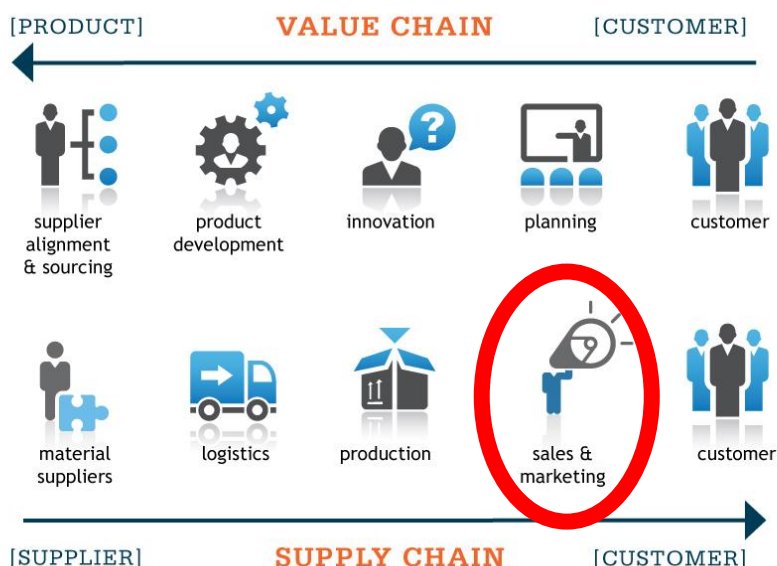 [PRODUCT] VALUE CHAIN [CUSTOMER]
?
supplier alignment & sourcing
product development
innovation
planning
customer
material suppliers
logistics
production
sales & marketing
customer
[SUPPLIER] SUPPLY CHAIN [CUSTOMER]